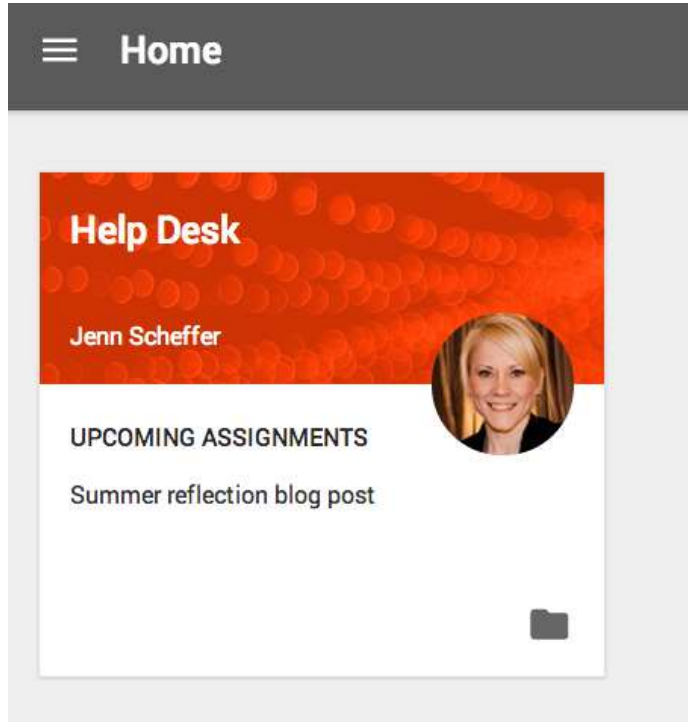 Home
Help Desk
Jenn Scheffer
UPCOMING ASSIGNMENTS
Summer reflection blog post